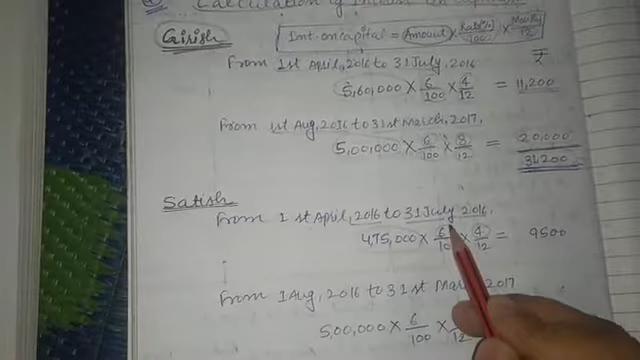 Calculation of Interest on capital
Girish
Int. on capital = Amount × Rate(%)/100 × Months/12
₹
From 1st April, 2016 to 31 July, 2016
5,60,000 × 6/100 × 4/12 = 11,200
From 1st Aug, 2016 to 31st March, 2017,
5,00,000 × 6/100 × 8/12 = 20,000
31,200
Satish
From 1 st April, 2016 to 31 July 2016,
4,75,000 × 6/10 × 4/12 = 9500
From 1 Aug, 2016 to 31 st Mar 2017
5,00,000 × 6/100 × /12